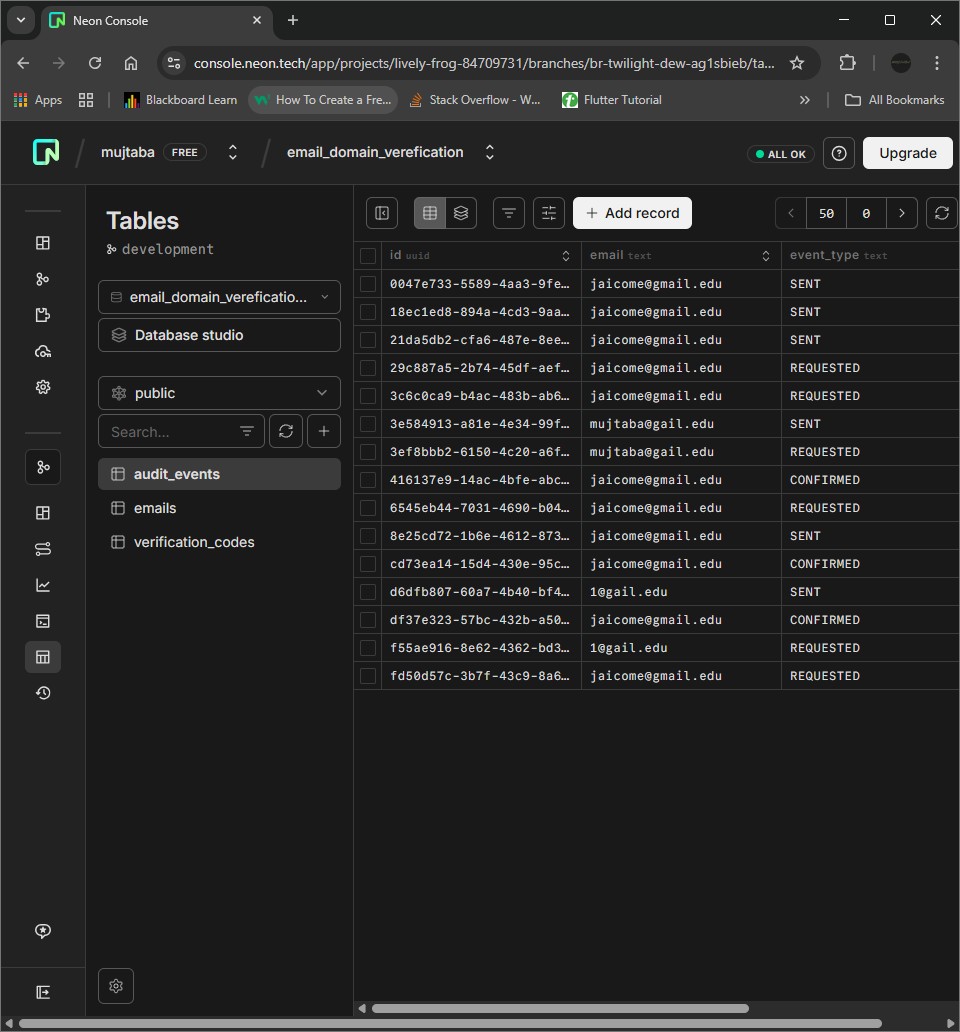 Neon Console
console.neon.tech/app/projects/lively-frog-84709731/branches/br-twilight-dew-ag1sbieb/ta...
Apps Blackboard Learn How To Create a Fre... Stack Overflow - W... Flutter Tutorial All Bookmarks
mujtaba FREE email_domain_verefication ALL OK Upgrade
Tables
development
email_domain_vereficatio...
Database studio
public
Search...
audit_events
emails
verification_codes
Add record 50 0
id uuid email text event_type text
0047e733-5589-4aa3-9fe… jaicome@gmail.edu SENT
18ec1ed8-894a-4cd3-9aa… jaicome@gmail.edu SENT
21da5db2-cfa6-487e-8ee… jaicome@gmail.edu SENT
29c887a5-2b74-45df-aef… jaicome@gmail.edu REQUESTED
3c6c0ca9-b4ac-483b-ab6… jaicome@gmail.edu REQUESTED
3e584913-a81e-4e34-99f… mujtaba@gail.edu SENT
3ef8bbb2-6150-4c20-a6f… mujtaba@gail.edu REQUESTED
416137e9-14ac-4bfe-abc… jaicome@gmail.edu CONFIRMED
6545eb44-7031-4690-b04… jaicome@gmail.edu REQUESTED
8e25cd72-1b6e-4612-873… jaicome@gmail.edu SENT
cd73ea14-15d4-430e-95c… jaicome@gmail.edu CONFIRMED
d6dfb807-60a7-4b40-bf4… 1@gail.edu SENT
df37e323-57bc-432b-a50… jaicome@gmail.edu CONFIRMED
f55ae916-8e62-4362-bd3… 1@gail.edu REQUESTED
fd50d57c-3b7f-43c9-8a6… jaicome@gmail.edu REQUESTED